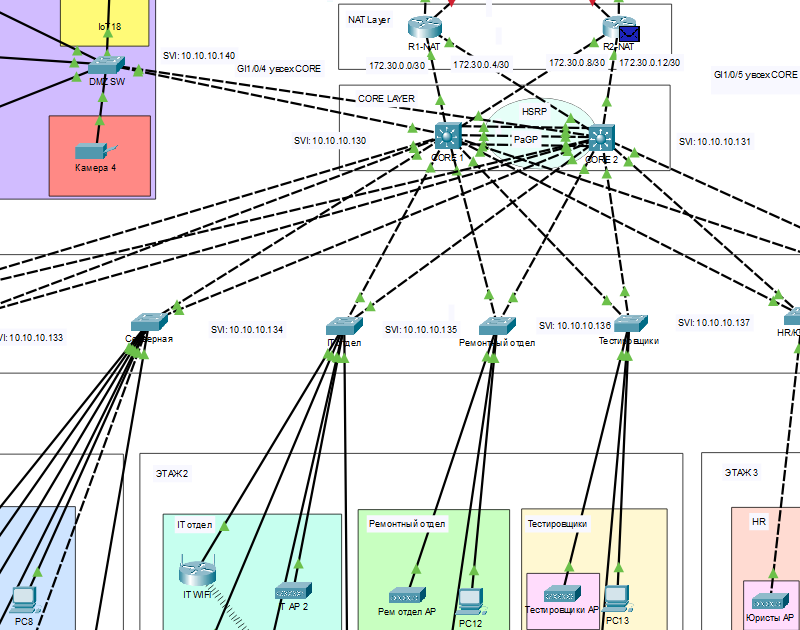 IoT18
NAT Layer
R1-NAT
R2-NAT
SVI: 10.10.10.140
172.30.0.0/30
172.30.0.4/30
172.30.0.8/30
172.30.0.12/30
DMZ SW
GI1/0/4 увсехCORE
GI1/0/5 увсехCORE
CORE LAYER
HSRP
SVI: 10.10.10.130
PaGP
SVI: 10.10.10.131
CORE 1
CORE 2
Камера 4
VI: 10.10.10.133
Серверная
SVI: 10.10.10.134
IT отдел
SVI: 10.10.10.135
Ремонтный отдел
SVI: 10.10.10.136
Тестировщики
SVI: 10.10.10.137
ЭТАЖ2
ЭТАЖ 3
IT отдел
Ремонтный отдел
Тестировщики
HR
PC8
IT WIFI
AP 2
Рем отдел AP
PC12
Тестировщики AP
PC13
Юристы AP